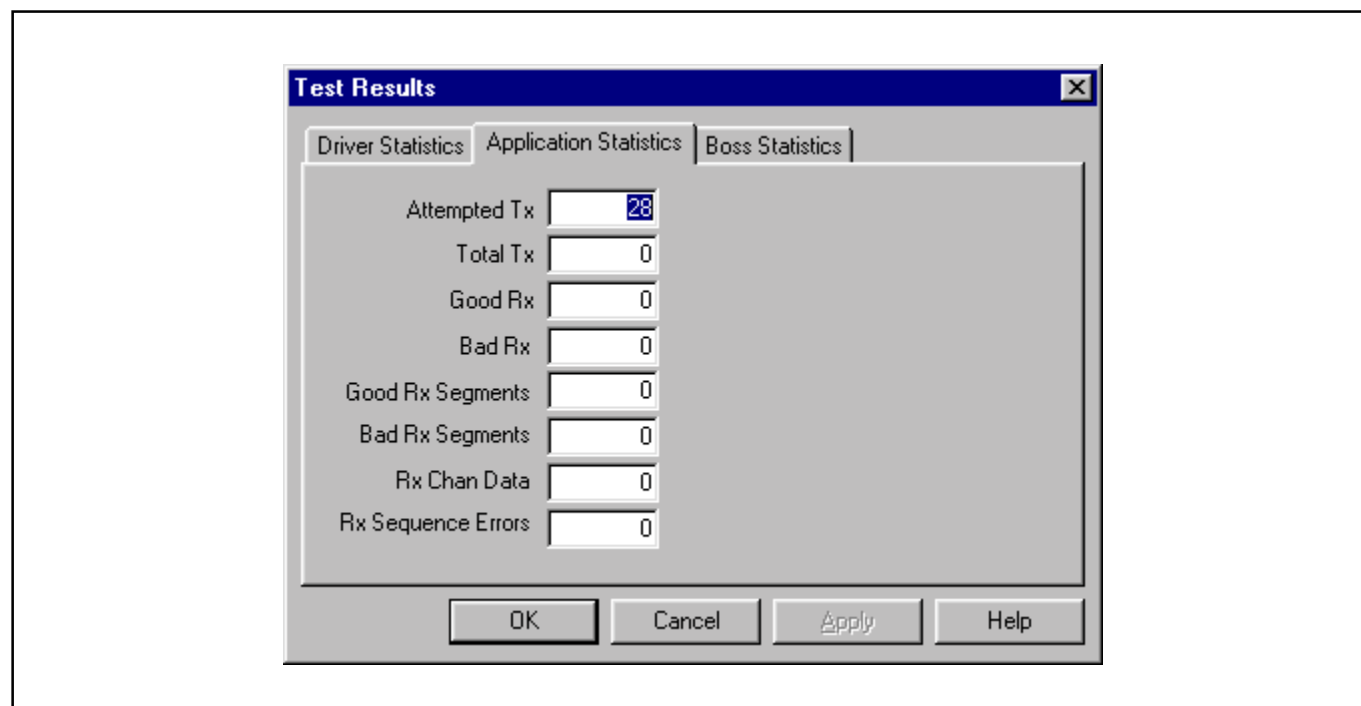 Test Results
Driver Statistics Application Statistics Boss Statistics
Attempted Tx 28
Total Tx 0
Good Rx 0
Bad Rx 0
Good Rx Segments 0
Bad Rx Segments 0
Rx Chan Data 0
Rx Sequence Errors 0
OK Cancel Apply Help